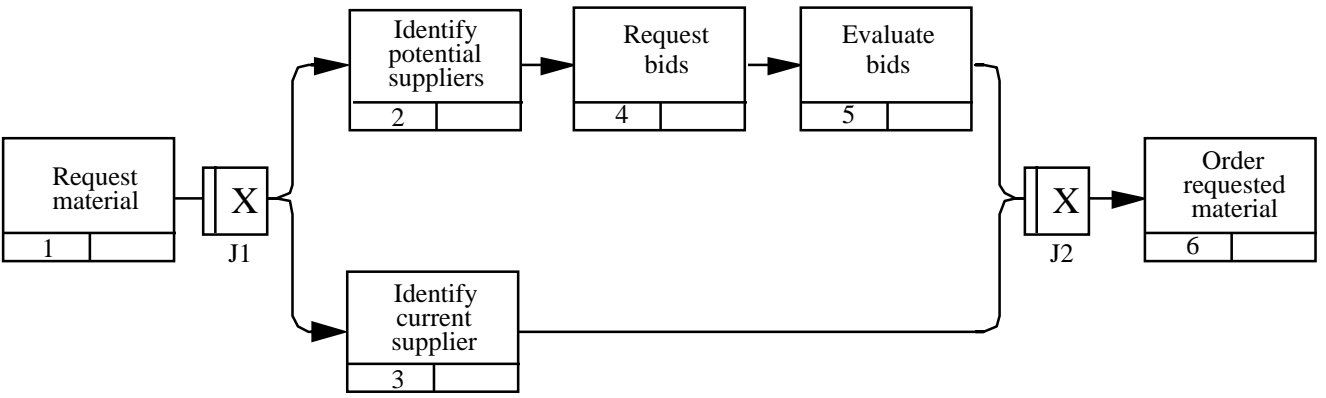 Request
material
1
X
J1
Identify
potential
suppliers
2
Request
bids
4
Evaluate
bids
5
Identify
current
supplier
3
X
J2
Order
requested
material
6